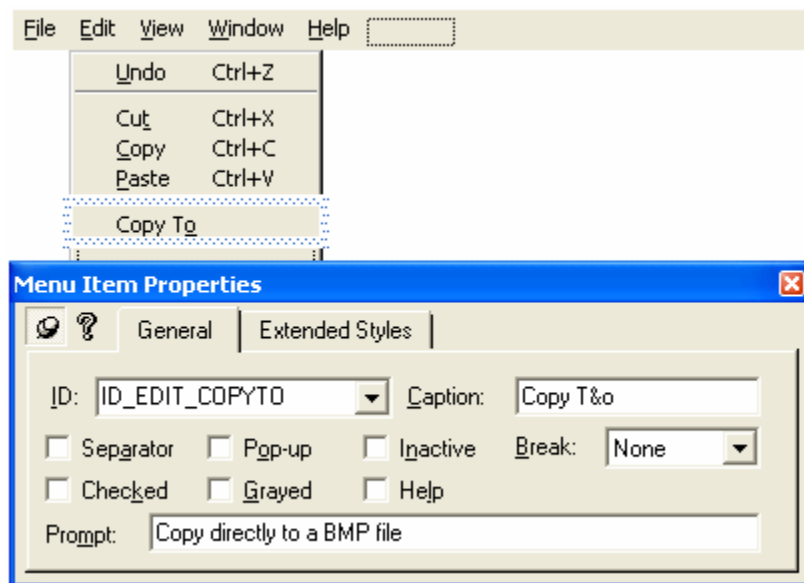 File Edit View Window Help
Undo Ctrl+Z
Cut Ctrl+X
Copy Ctrl+C
Paste Ctrl+V
Copy To
Menu Item Properties
General Extended Styles
ID: ID_EDIT_COPYTO Caption: Copy T&o
Separator Pop-up Inactive Break: None
Checked Grayed Help
Prompt: Copy directly to a BMP file